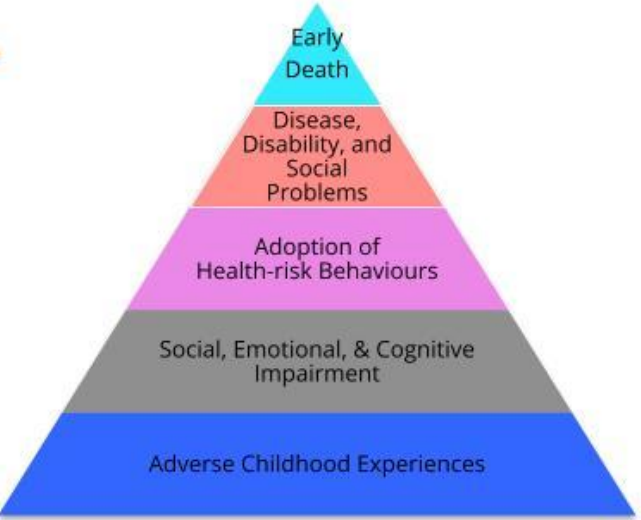 Early
Death
Disease,
Disability, and
Social
Problems
Adoption of
Health-risk Behaviours
Social, Emotional, & Cognitive
Impairment
Adverse Childhood Experiences